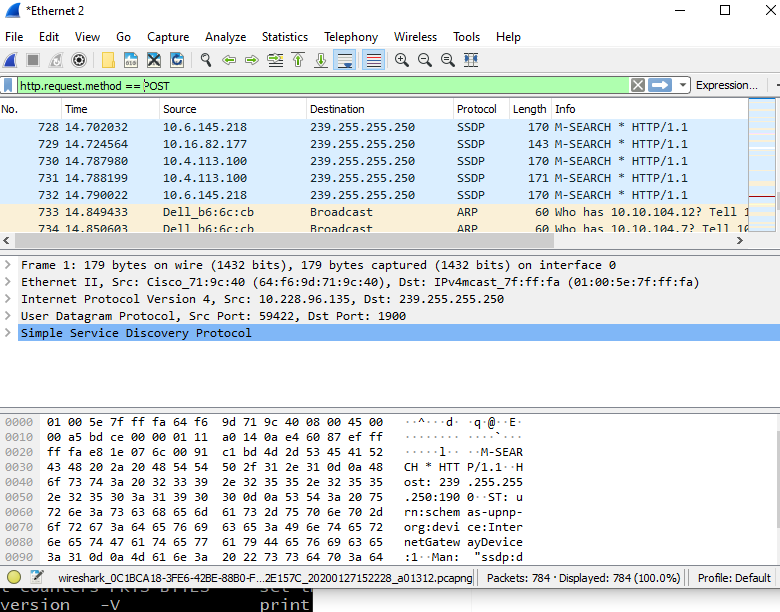 *Ethernet 2
File Edit View Go Capture Analyze Statistics Telephony Wireless Tools Help
http.request.method == POST Expression...
No. Time Source Destination Protocol Length Info
728 14.702032 10.6.145.218 239.255.255.250 SSDP 170 M-SEARCH * HTTP/1.1
729 14.724564 10.16.82.177 239.255.255.250 SSDP 143 M-SEARCH * HTTP/1.1
730 14.787980 10.4.113.100 239.255.255.250 SSDP 170 M-SEARCH * HTTP/1.1
731 14.788199 10.4.113.100 239.255.255.250 SSDP 171 M-SEARCH * HTTP/1.1
732 14.790022 10.6.145.218 239.255.255.250 SSDP 170 M-SEARCH * HTTP/1.1
733 14.849433 Dell_b6:6c:cb Broadcast ARP 60 Who has 10.10.104.12? Tell 1
734 14.850603 Dell_b6:6c:cb Broadcast ARP 60 Who has 10.10.104.7? Tell 10
Frame 1: 179 bytes on wire (1432 bits), 179 bytes captured (1432 bits) on interface 0
Ethernet II, Src: Cisco_71:9c:40 (64:f6:9d:71:9c:40), Dst: IPv4mcast_7f:ff:fa (01:00:5e:7f:ff:fa)
Internet Protocol Version 4, Src: 10.228.96.135, Dst: 239.255.255.250
User Datagram Protocol, Src Port: 59422, Dst Port: 1900
Simple Service Discovery Protocol
0000 01 00 5e 7f ff fa 64 f6 9d 71 9c 40 08 00 45 00 ··^···d· ·q·@··E·
0010 00 a5 bd ce 00 00 01 11 a0 14 0a e4 60 87 ef ff ········ ····`···
0020 ff fa e8 1e 07 6c 00 91 c1 bd 4d 2d 53 45 41 52 ·····l·· ··M-SEAR
0030 43 48 20 2a 20 48 54 54 50 2f 31 2e 31 0d 0a 48 CH * HTT P/1.1··H
0040 6f 73 74 3a 20 32 33 39 2e 32 35 35 2e 32 35 35 ost: 239 .255.255
0050 2e 32 35 30 3a 31 39 30 30 0d 0a 53 54 3a 20 75 .250:190 0··ST: u
0060 72 6e 3a 73 63 68 65 6d 61 73 2d 75 70 6e 70 2d rn:schem as-upnp-
0070 6f 72 67 3a 64 65 76 69 63 65 3a 49 6e 74 65 72 org:devi ce:Inter
0080 6e 65 74 47 61 74 65 77 61 79 44 65 76 69 63 65 netGatew ayDevice
0090 3a 31 0d 0a 4d 61 6e 3a 20 22 73 73 64 70 3a 64 :1··Man: "ssdp:d
wireshark_0C1BCA18-3FE6-42BE-88B0-F...2E157C_20200127152228_a01312.pcapng Packets: 784 · Displayed: 784 (100.0%) Profile: Default
version -V print